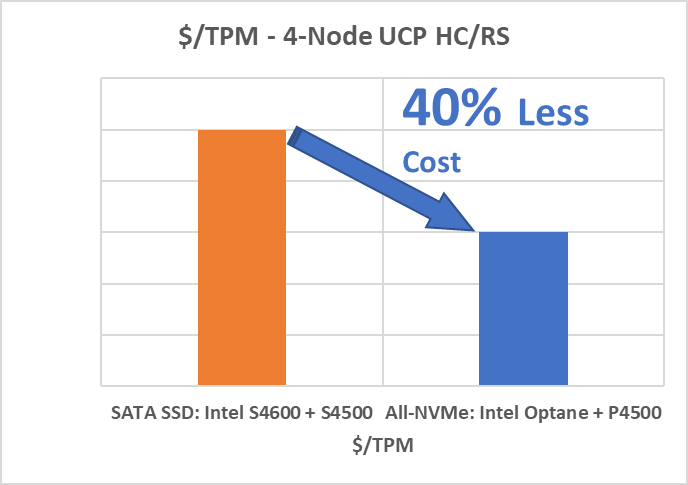 $/TPM - 4-Node UCP HC/RS
40% Less
Cost
SATA SSD: Intel S4600 + S4500
All-NVMe: Intel Optane + P4500
$/TPM